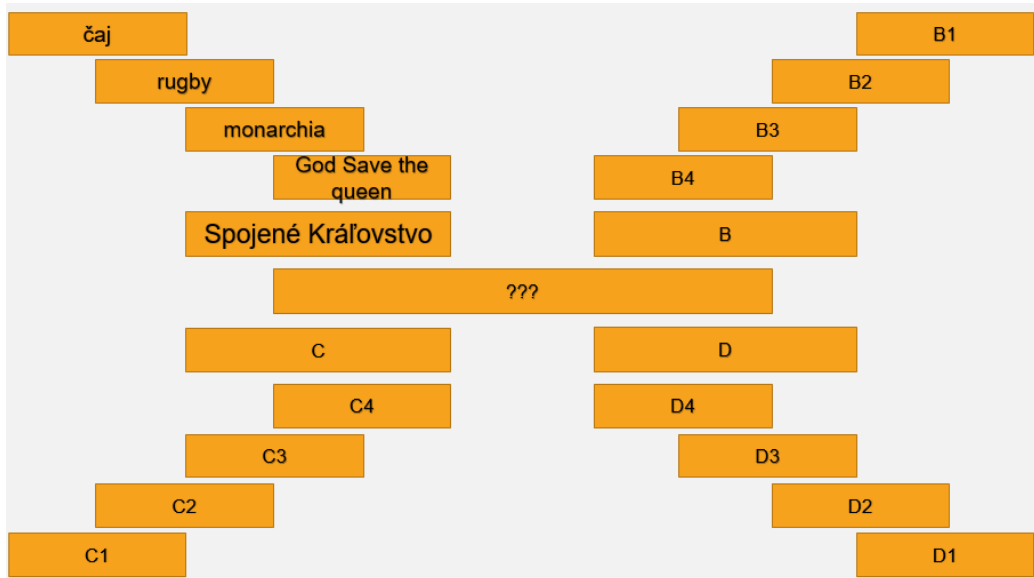 čaj
B1
rugby
B2
monarchia
B3
God Save the
queen
B4
Spojené Kráľovstvo
B
???
C
D
C4
D4
C3
D3
C2
D2
C1
D1